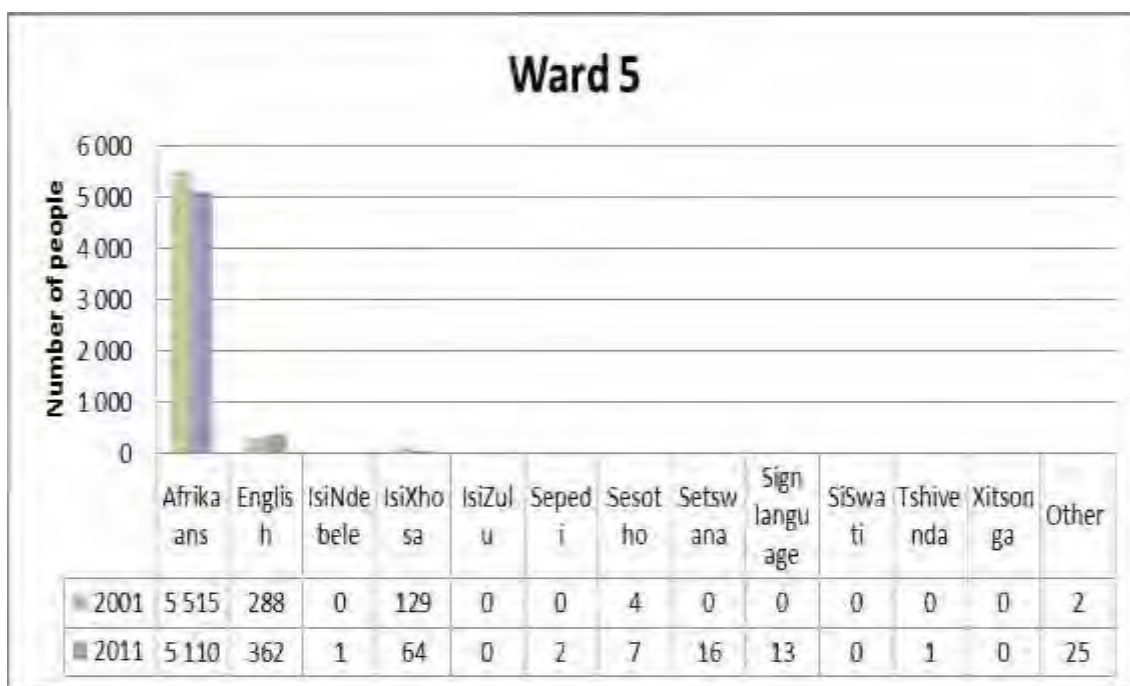 Ward 5
Number of people
6 000
5 000
4 000
3 000
2 000
1 000
0
Afrika
ans
Englis
h
IsiNde
bele
IsiXho
sa
IsiZul
u
Seped
i
Sesot
ho
Setsw
ana
Sign
langu
age
SiSwa
ti
Tshive
nda
Xitson
ga
Other
2001 5 515 288 0 129 0 0 4 0 0 0 0 0 2
2011 5 110 362 1 64 0 2 7 16 13 0 1 0 25